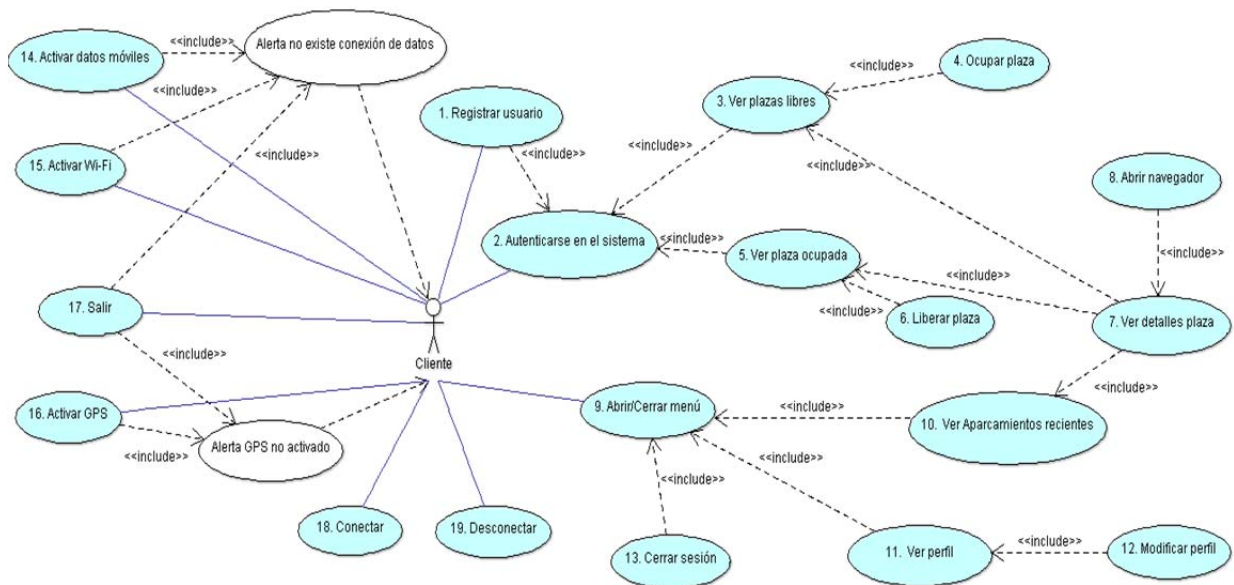 14. Activar datos móviles
<<include>>
Alerta no existe conexión de datos
<<include>>
15. Activar Wi-Fi
<<include>>
1. Registrar usuario
<<include>>
2. Autenticarse en el sistema
<<include>>
3. Ver plazas libres
<<include>>
4. Ocupar plaza
<<include>>
5. Ver plaza ocupada
<<include>>
6. Liberar plaza
<<include>>
<<include>>
<<include>>
8. Abrir navegador
<<include>>
7. Ver detalles plaza
<<include>>
17. Salir
<<include>>
Cliente
16. Activar GPS
<<include>>
Alerta GPS no activado
18. Conectar
19. Desconectar
9. Abrir/Cerrar menú
<<include>>
10. Ver Aparcamientos recientes
<<include>>
<<include>>
13. Cerrar sesión
11. Ver perfil
<<include>>
12. Modificar perfil